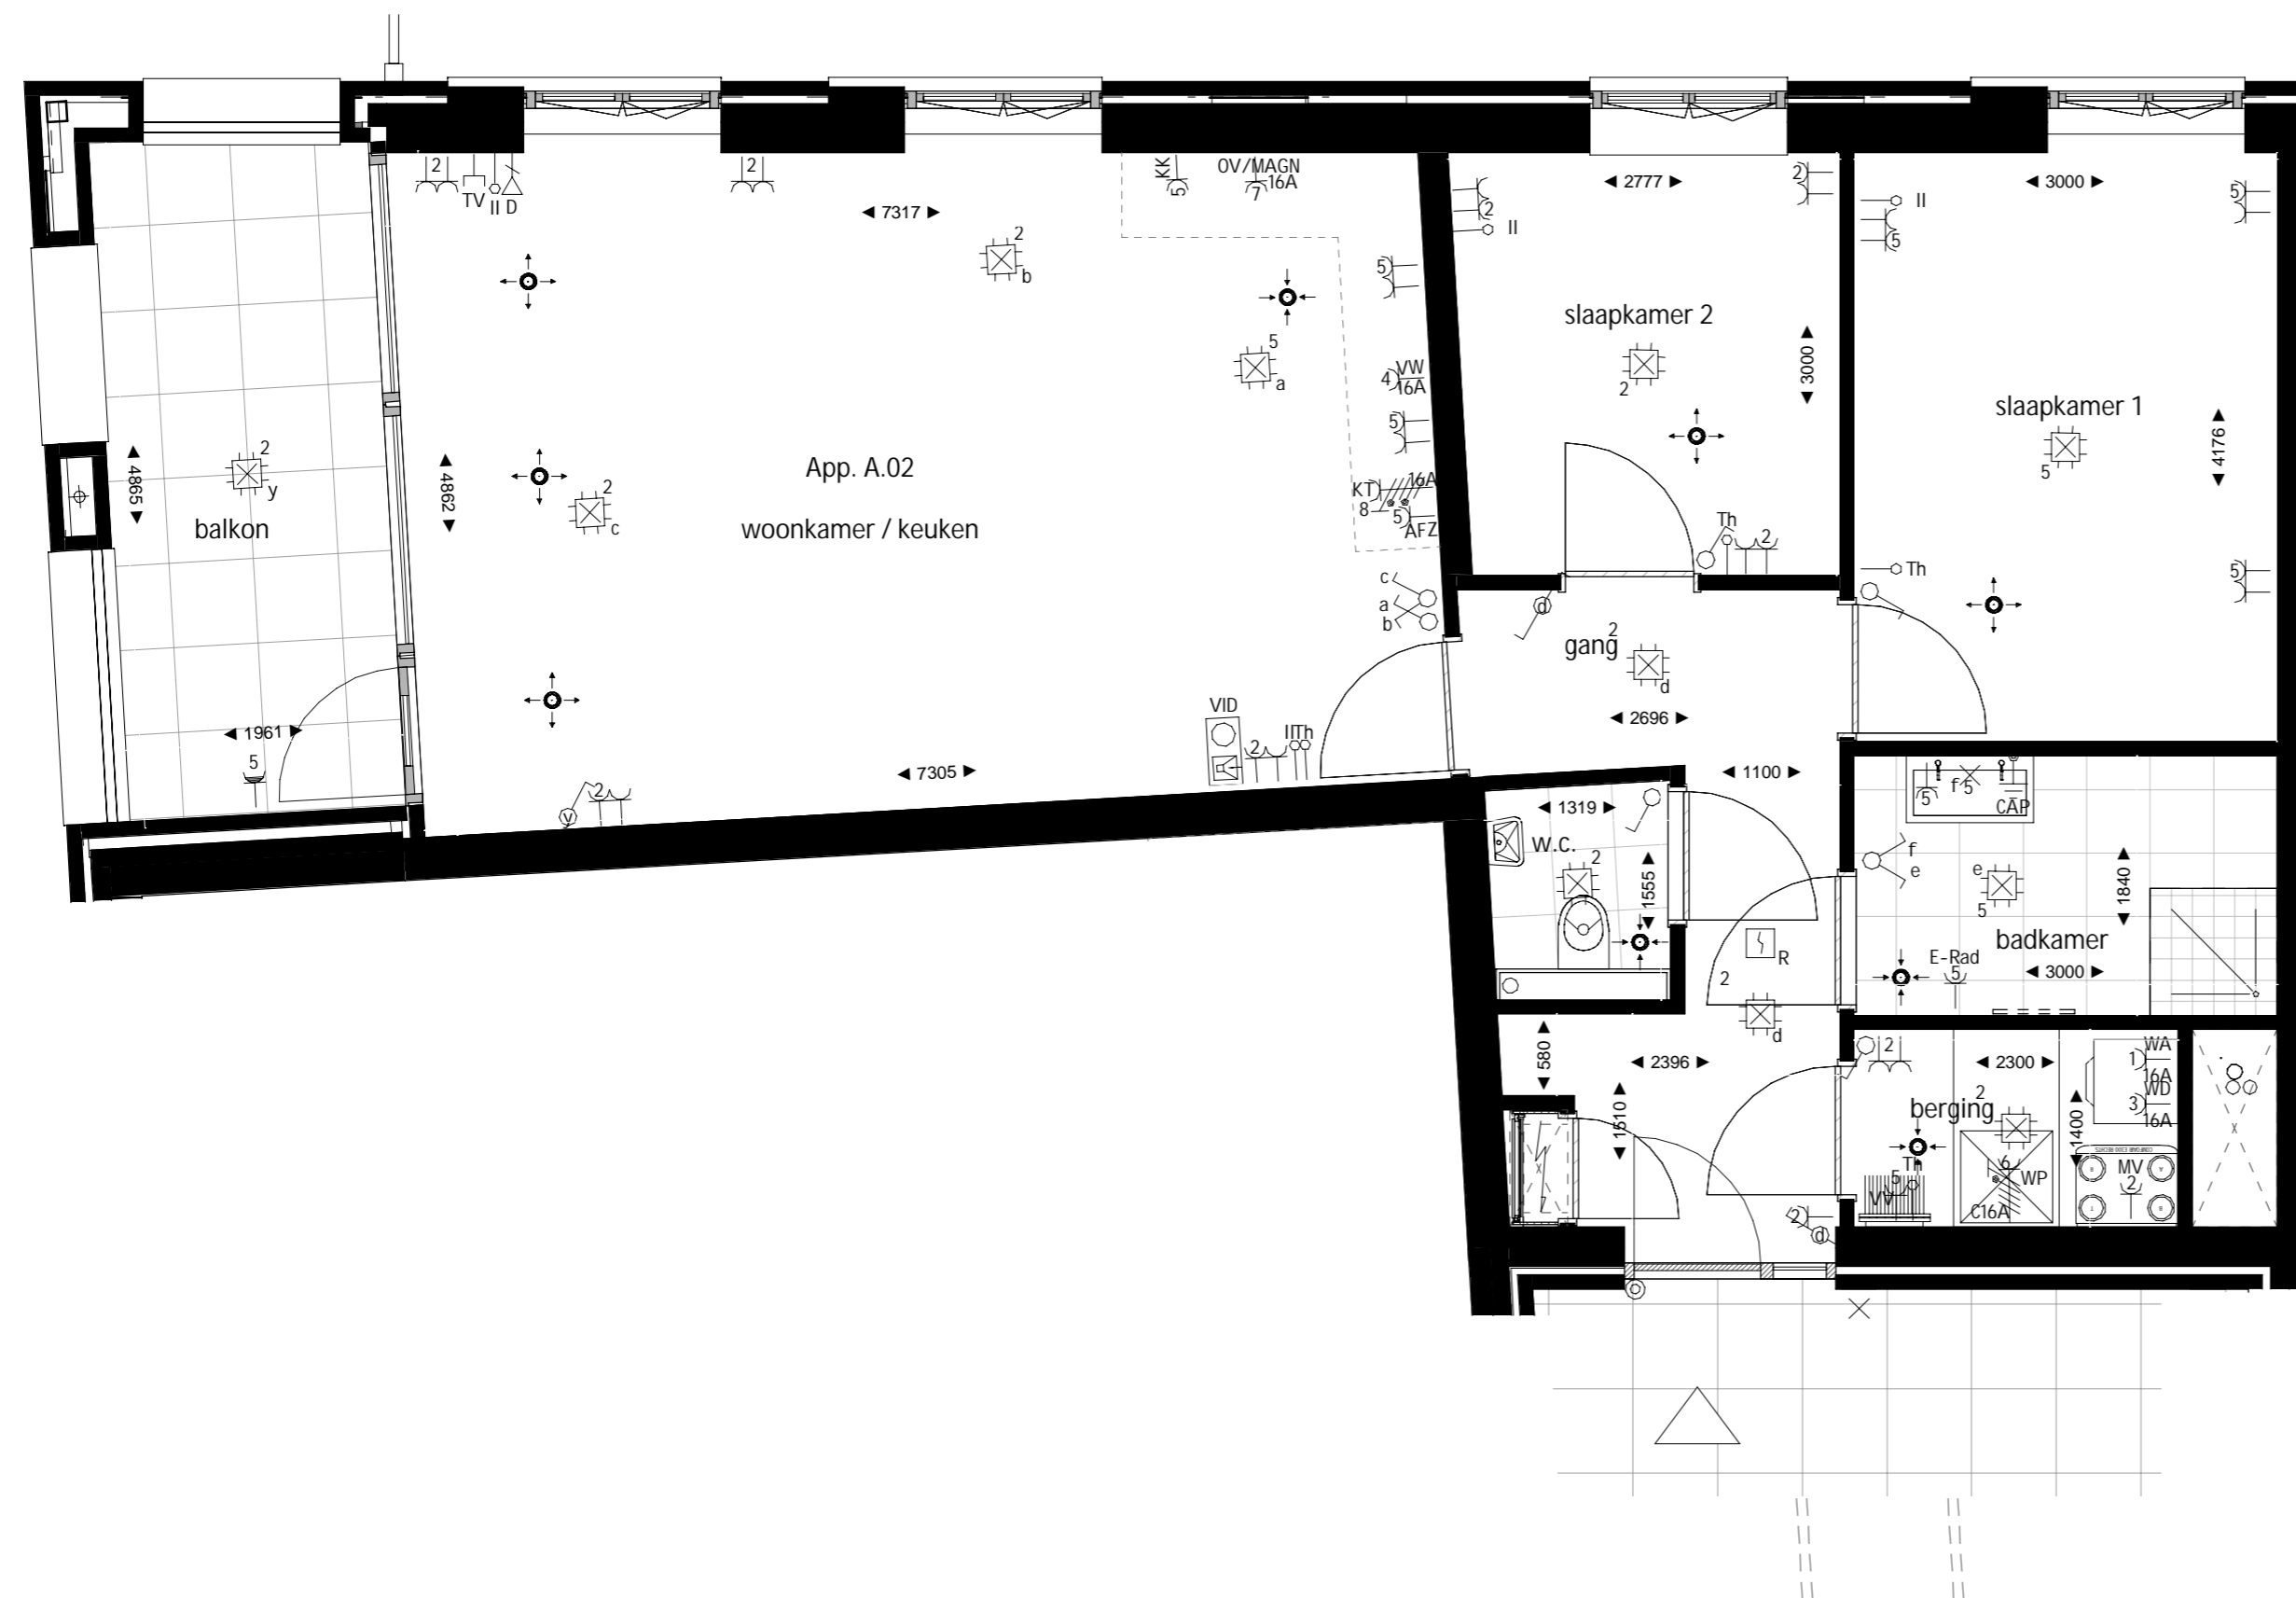 2
TV II D
2
KK
5
OV/MAGN
16A
7
◄ 7317 ►
2
b
5
5
a
VW
4
16A
5
16A
KT
8
5
AFZ
c
a
b
App. A.02
woonkamer / keuken
◄ 4862 ►
2
c
◄ 4865 ►
2
y
balkon
◄ 1961 ►
5
y
2
◄ 7305 ►
VID
2
II
Th
◄ 2777 ►
2
2
II
slaapkamer 2
2
◄ 3000 ►
Th
2
◄ 3000 ►
II
5
5
slaapkamer 1
5
◄ 4176 ►
Th
5
d
gang
2
d
◄ 2696 ►
◄ 1100 ►
◄ 1319 ►
W.C.
2
◄ 1555 ►
R
2
d
◄ 580 ►
◄ 2396 ►
◄ 1510 ►
2
d
5
f
5
CAP
f
e
e
5
◄ 1840 ►
badkamer
E-Rad
5
◄ 3000 ►
2
◄ 2300 ►
WA
1
16A
WD
3
16A
berging
2
◄ 1400 ►
Th
5
VV
6
WP
C16A
MV
2